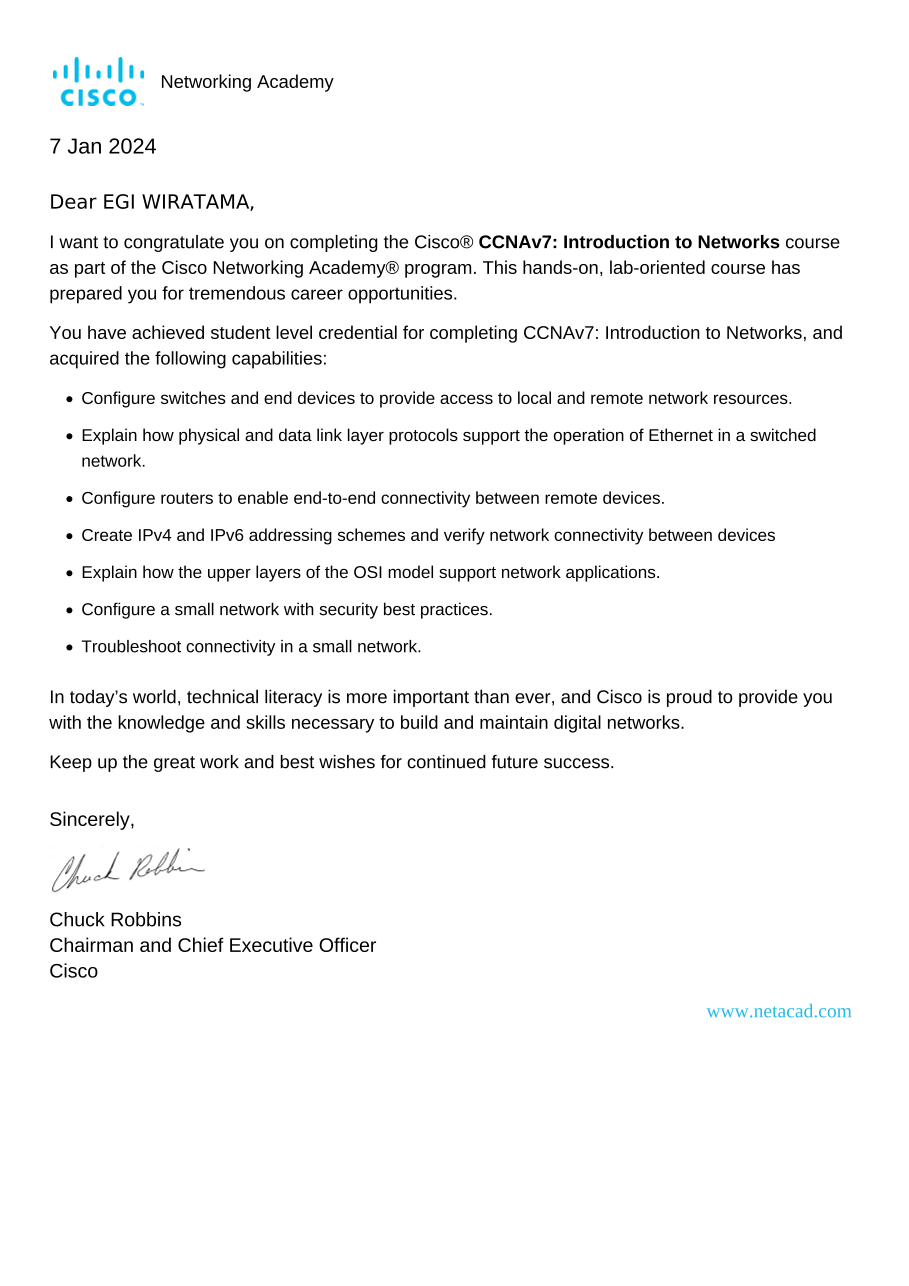 CISCO™ Networking Academy
7 Jan 2024
Dear EGI WIRATAMA,
I want to congratulate you on completing the Cisco® CCNAv7: Introduction to Networks course
as part of the Cisco Networking Academy® program. This hands-on, lab-oriented course has
prepared you for tremendous career opportunities.
You have achieved student level credential for completing CCNAv7: Introduction to Networks, and
acquired the following capabilities:
• Configure switches and end devices to provide access to local and remote network resources.
• Explain how physical and data link layer protocols support the operation of Ethernet in a switched
network.
• Configure routers to enable end-to-end connectivity between remote devices.
• Create IPv4 and IPv6 addressing schemes and verify network connectivity between devices
• Explain how the upper layers of the OSI model support network applications.
• Configure a small network with security best practices.
• Troubleshoot connectivity in a small network.
In today’s world, technical literacy is more important than ever, and Cisco is proud to provide you
with the knowledge and skills necessary to build and maintain digital networks.
Keep up the great work and best wishes for continued future success.
Sincerely,
Chuck Robbins
Chuck Robbins
Chairman and Chief Executive Officer
Cisco
www.netacad.com